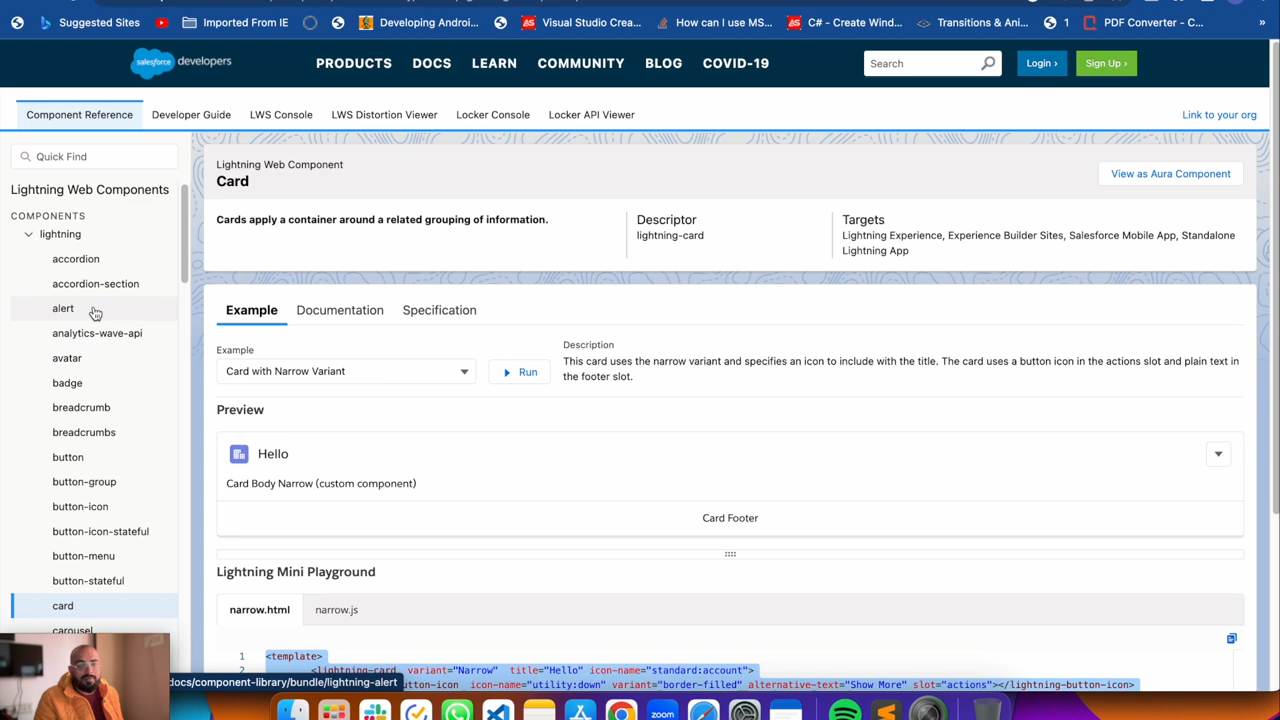 Suggested Sites
Imported From IE
Developing Androi...
Visual Studio Crea...
How can I use MS...
C# - Create Wind...
Transitions & Ani...
1
PDF Converter - C...
»
salesforce developers
PRODUCTS
DOCS
LEARN
COMMUNITY
BLOG
COVID-19
Search
Login ›
Sign Up ›
Component Reference
Developer Guide
LWS Console
LWS Distortion Viewer
Locker Console
Locker API Viewer
Link to your org
Quick Find
Lightning Web Components
COMPONENTS
lightning
accordion
accordion-section
alert
analytics-wave-api
avatar
badge
breadcrumb
breadcrumbs
button
button-group
button-icon
button-icon-stateful
button-menu
button-stateful
card
carousel
docs/component-library/bundle/lightning-alert
Lightning Web Component
Card
View as Aura Component
Cards apply a container around a related grouping of information.
Descriptor
lightning-card
Targets
Lightning Experience, Experience Builder Sites, Salesforce Mobile App, Standalone
Lightning App
Example
Documentation
Specification
Example
Card with Narrow Variant
Run
Description
This card uses the narrow variant and specifies an icon to include with the title. The card uses a button icon in the actions slot and plain text in
the footer slot.
Preview
Hello
Card Body Narrow (custom component)
Card Footer
Lightning Mini Playground
narrow.html
narrow.js
1 <template>
2 <lightning-card variant="Narrow" title="Hello" icon-name="standard:account">
utton-icon icon-name="utility:down" variant="border-filled" alternative-text="Show More" slot="actions"></lightning-button-icon>
zoom